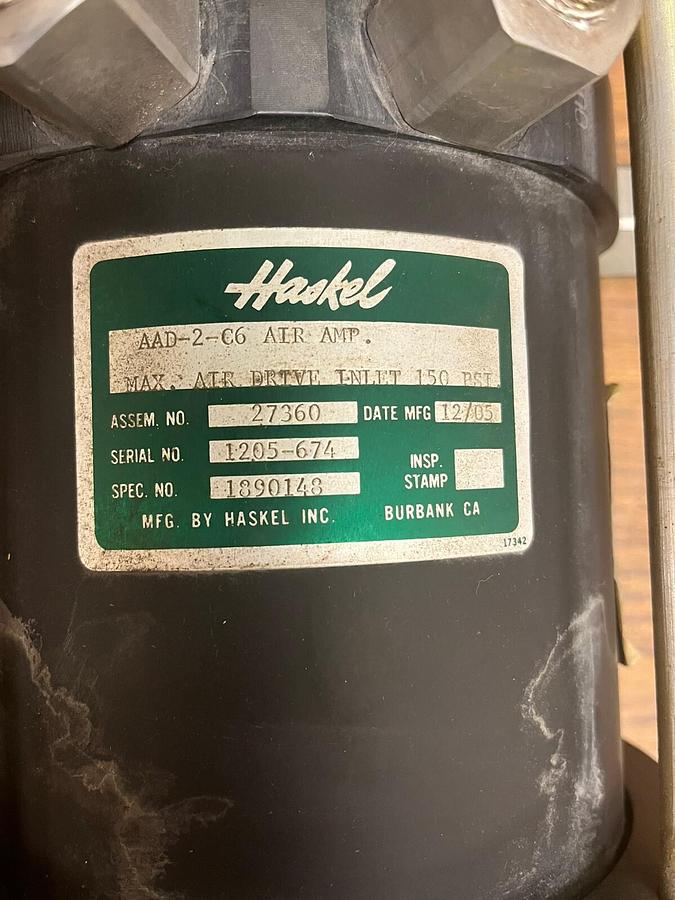 Haskel
AAD-2-C6 AIR AMP.
MAX. AIR DRIVE INLET 150 PSI
ASSEM. NO. 27360 DATE MFG 12/05
SERIAL NO. 1205-674
INSP. STAMP
SPEC. NO. 1890148
MFG. BY HASKEL INC. BURBANK CA
17342